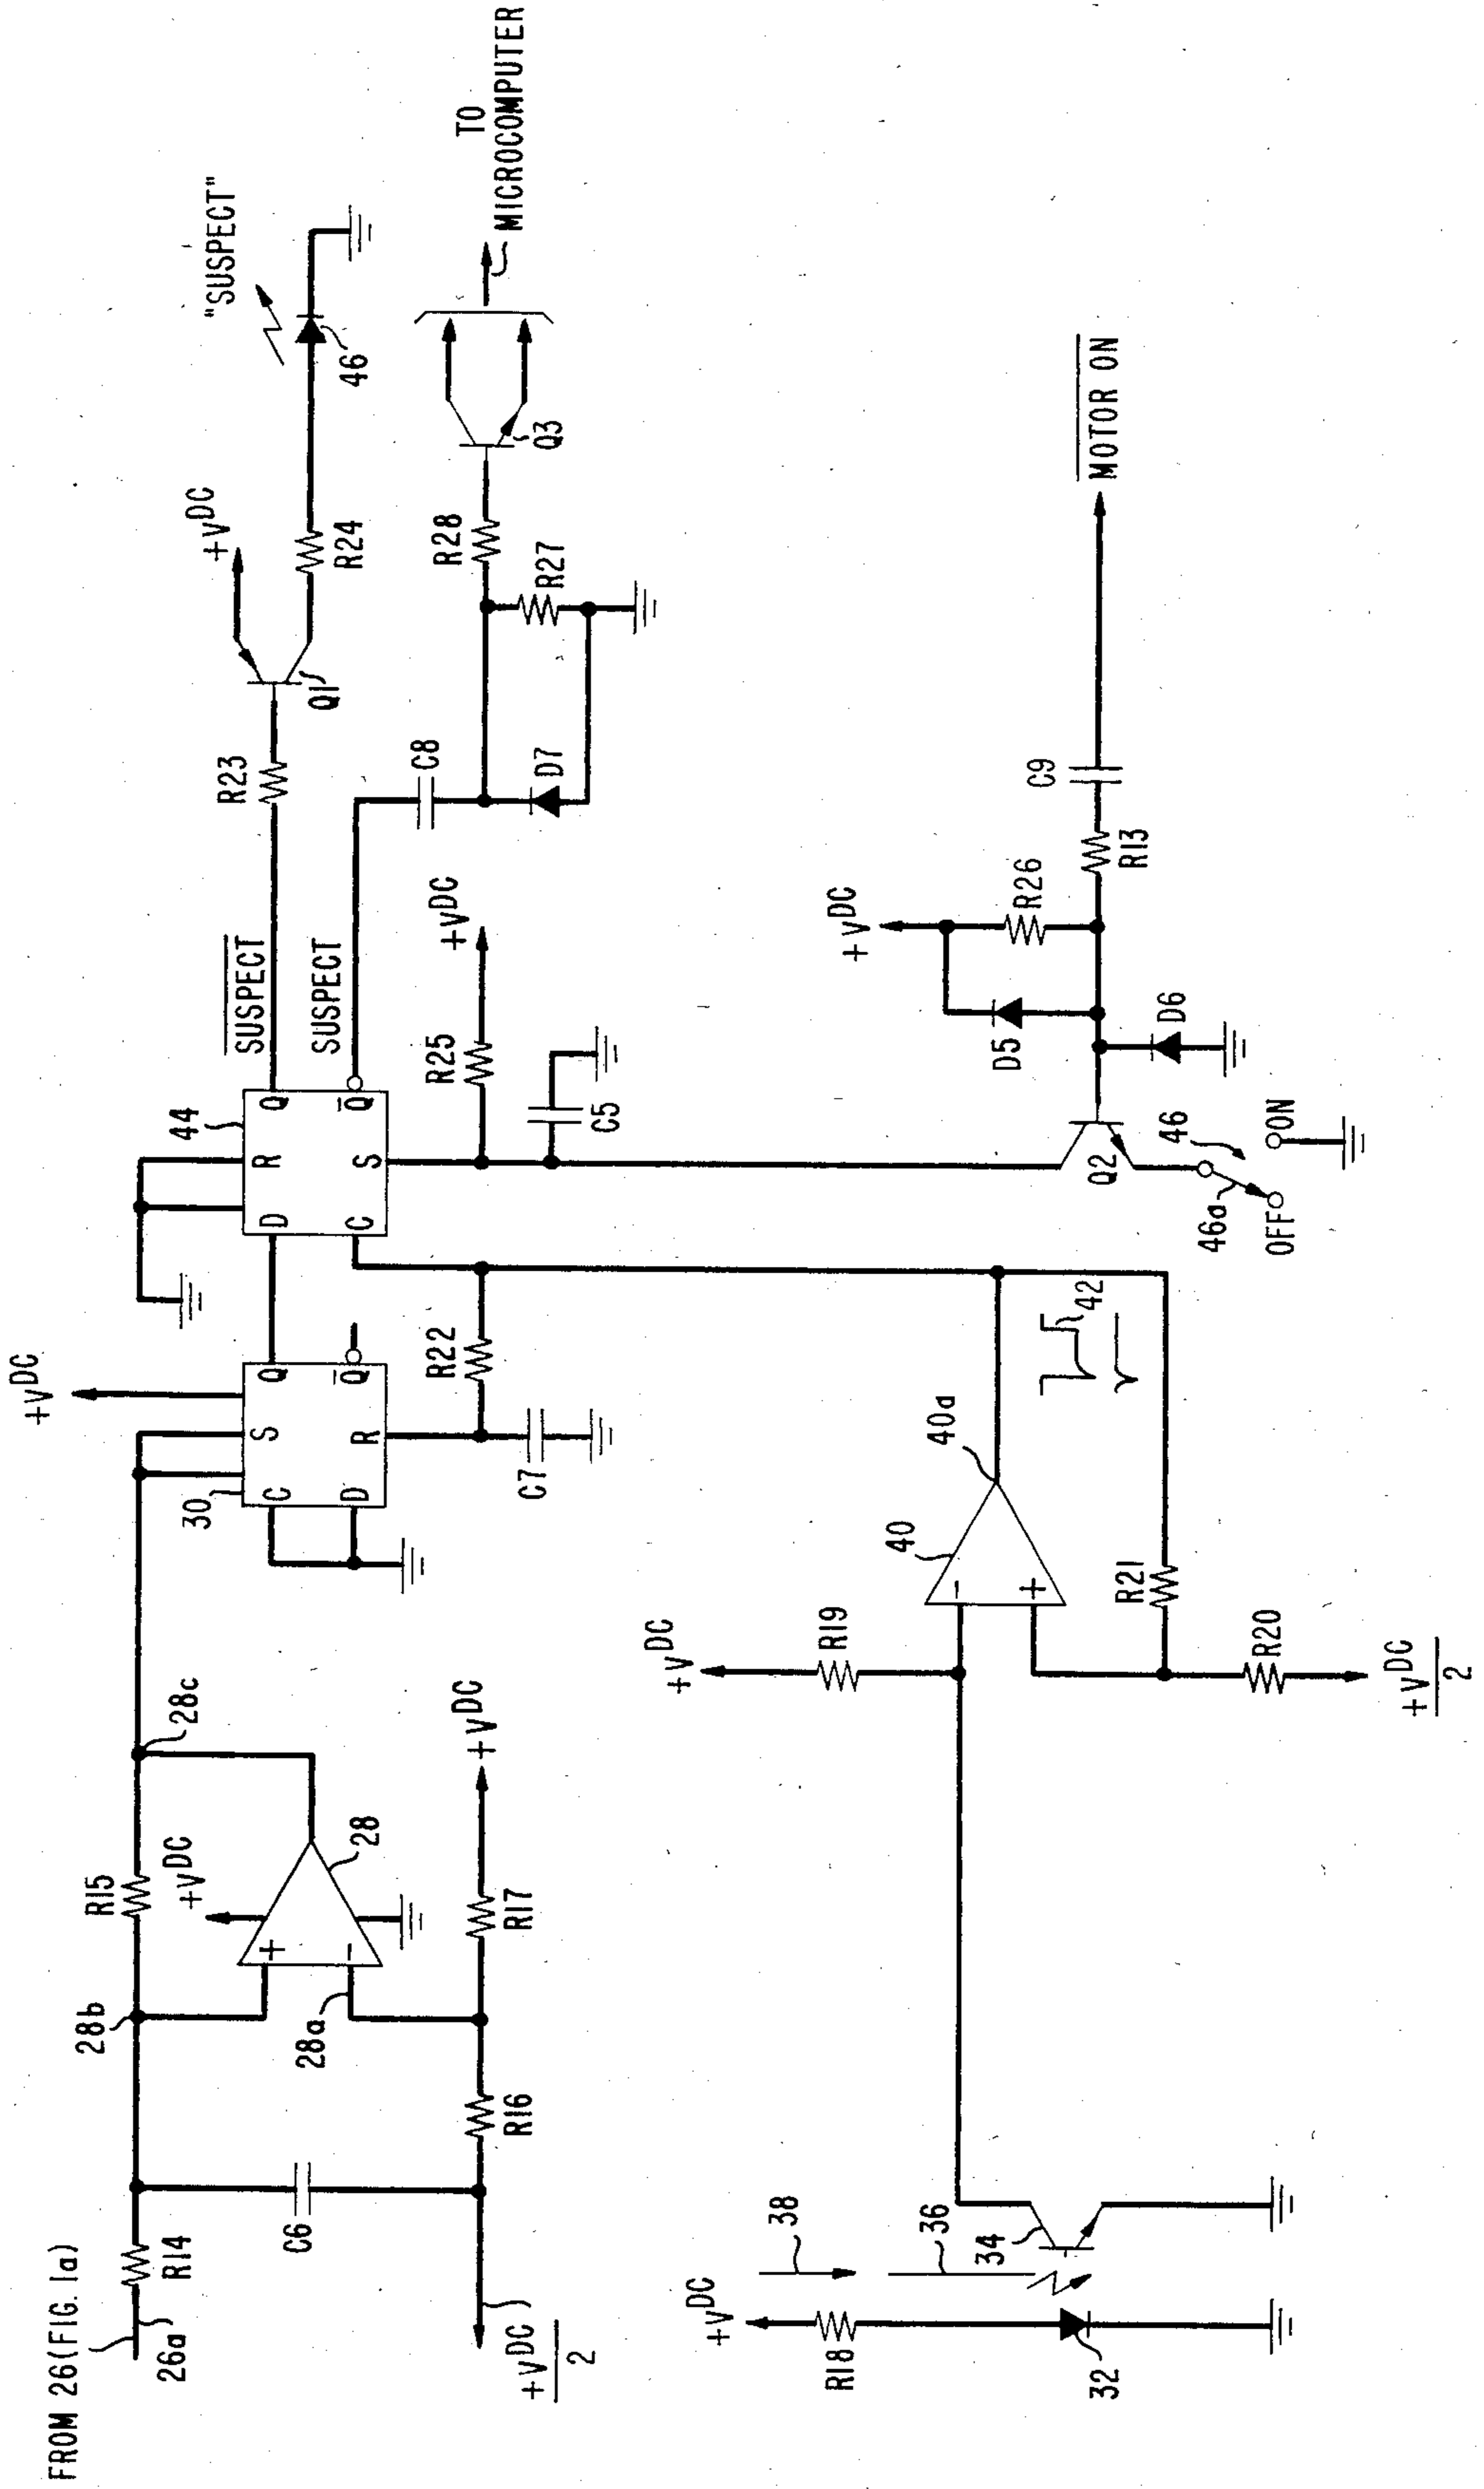 FROM 26(FIG. 1a)
26a
R14
C6
+VDC
2
28b
R15
28c
+VDC
+
−
28
28a
R16
R17
+VDC
+VDC
30
C
S
Q
D
R
Q̅
C7
R22
44
D
R
Q
C
S
Q̅
S̅U̅S̅P̅E̅C̅T̅
SUSPECT
R23
Q1
+VDC
R24
46
"SUSPECT"
C8
D7
R27
R28
Q3
TO
MICROCOMPUTER
R25
+VDC
C5
+VDC
R18
32
38
36
34
+VDC
R19
40
−
+
40a
42
R21
R20
+VDC
2
Q2
46
46a
OFF
ON
D5
D6
+VDC
R26
R13
C9
M̅O̅T̅O̅R̅ O̅N̅